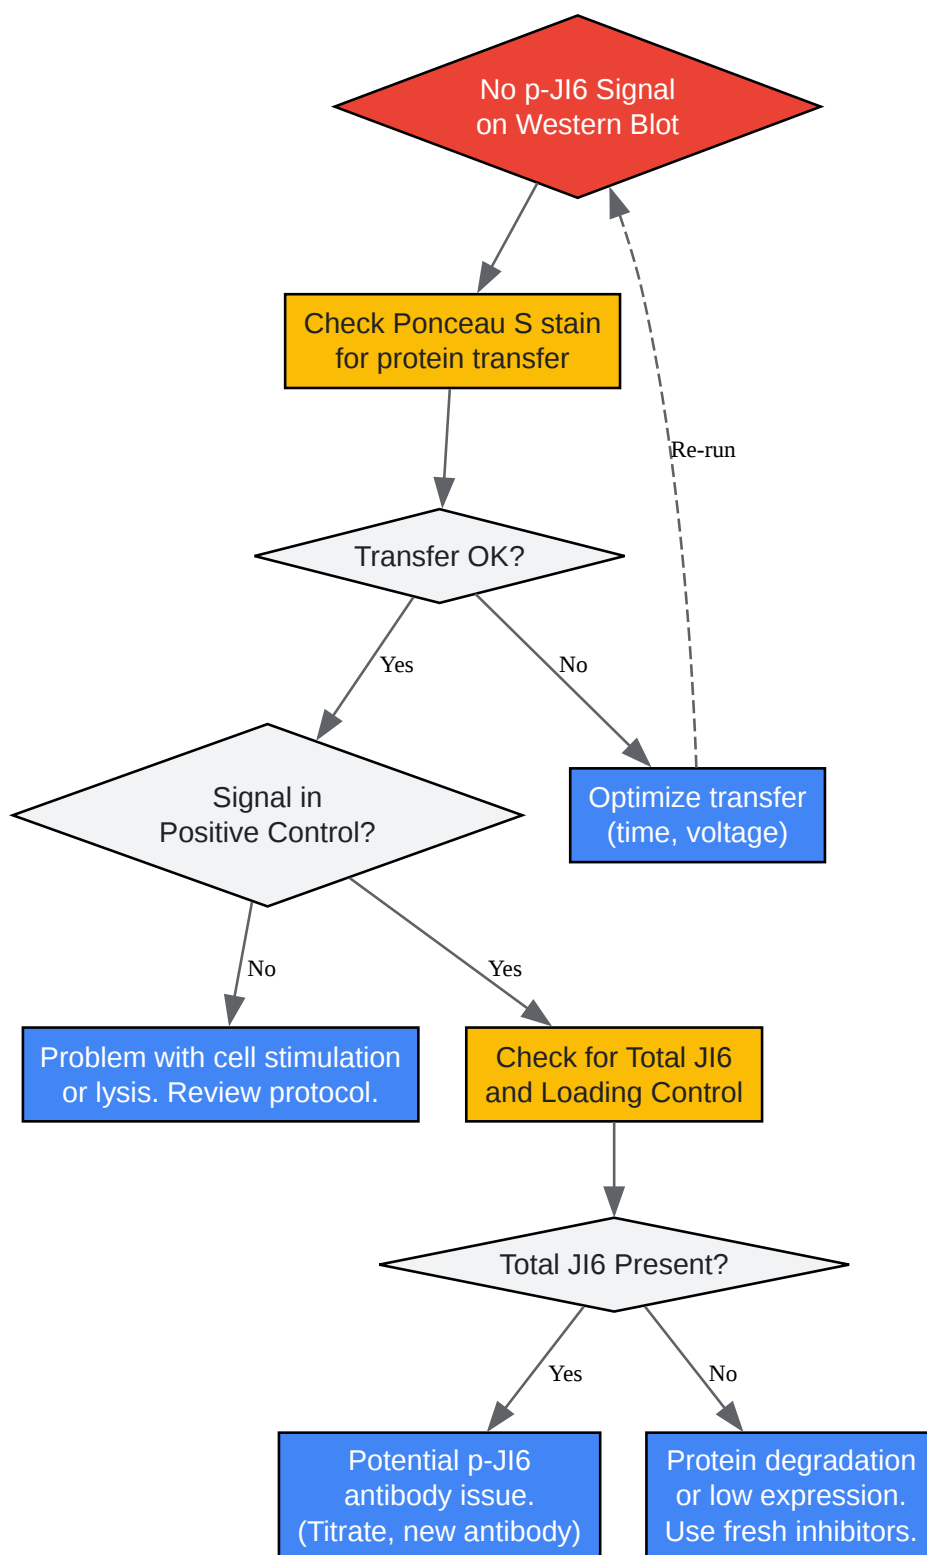 No p-JI6 Signal
on Western Blot
Check Ponceau S stain
for protein transfer
Re-run
Transfer OK?
Yes
No
Signal in
Positive Control?
Optimize transfer
(time, voltage)
No
Yes
Problem with cell stimulation
or lysis. Review protocol.
Check for Total JI6
and Loading Control
Total JI6 Present?
Yes
No
Potential p-JI6
antibody issue.
(Titrate, new antibody)
Protein degradation
or low expression.
Use fresh inhibitors.